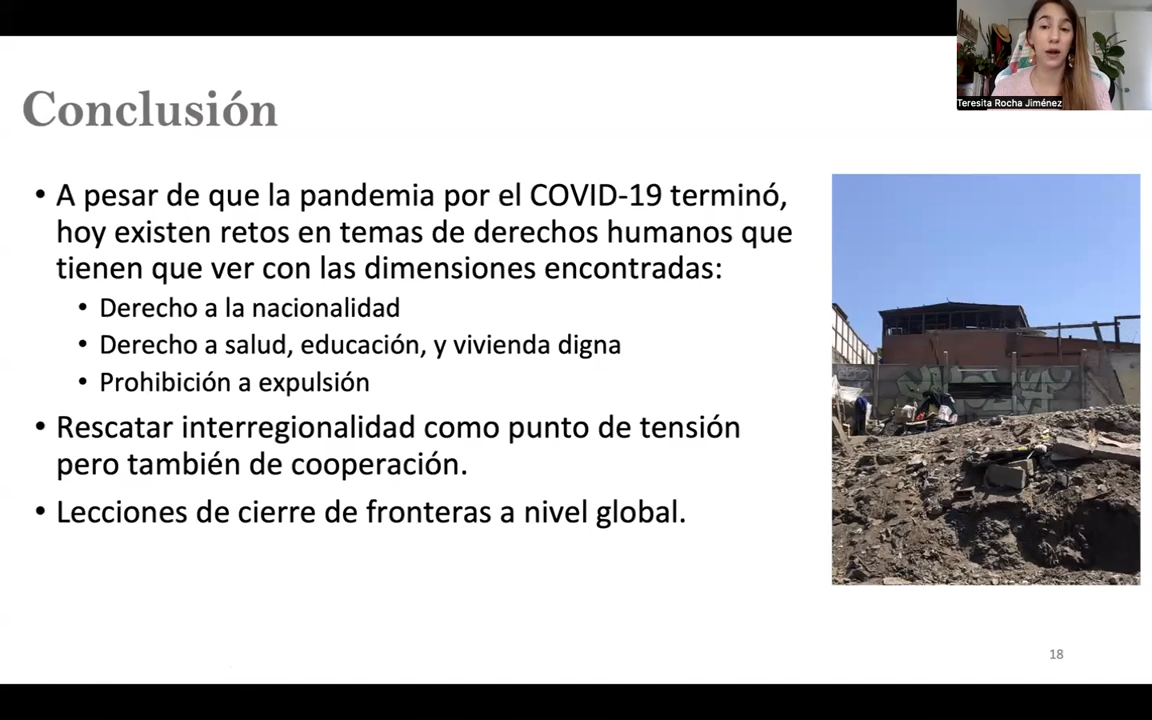 Teresita Rocha Jiménez
Conclusión
• A pesar de que la pandemia por el COVID-19 terminó,
hoy existen retos en temas de derechos humanos que
tienen que ver con las dimensiones encontradas:
• Derecho a la nacionalidad
• Derecho a salud, educación, y vivienda digna
• Prohibición a expulsión
• Rescatar interregionalidad como punto de tensión
pero también de cooperación.
• Lecciones de cierre de fronteras a nivel global.
18